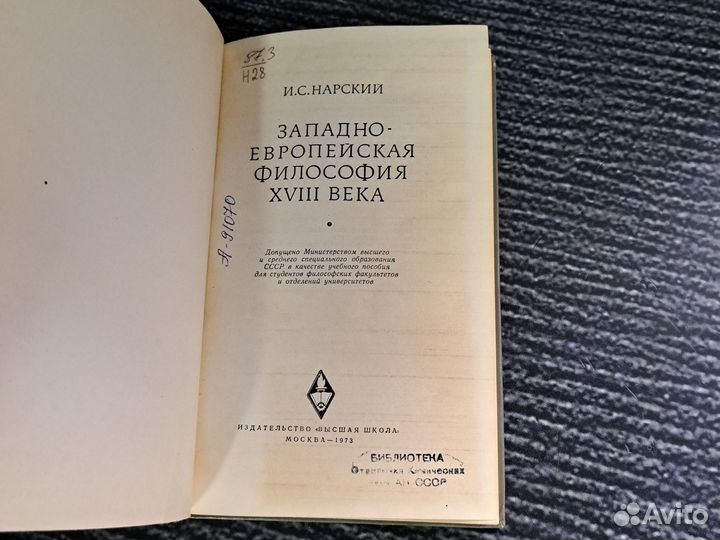 87.3
Н28
И.С.НАРСКИЙ
ЗАПАДНО-
ЕВРОПЕЙСКАЯ
ФИЛОСОФИЯ
XVIII ВЕКА
А-91070
Допущено Министерством высшего
и среднего специального образования
СССР в качестве учебного пособия
для студентов философских факультетов
и отделений университетов
ИЗДАТЕЛЬСТВО «ВЫСШАЯ ШКОЛА»
МОСКВА—1973
БИБЛИОТЕКА
АН СССР
Avito